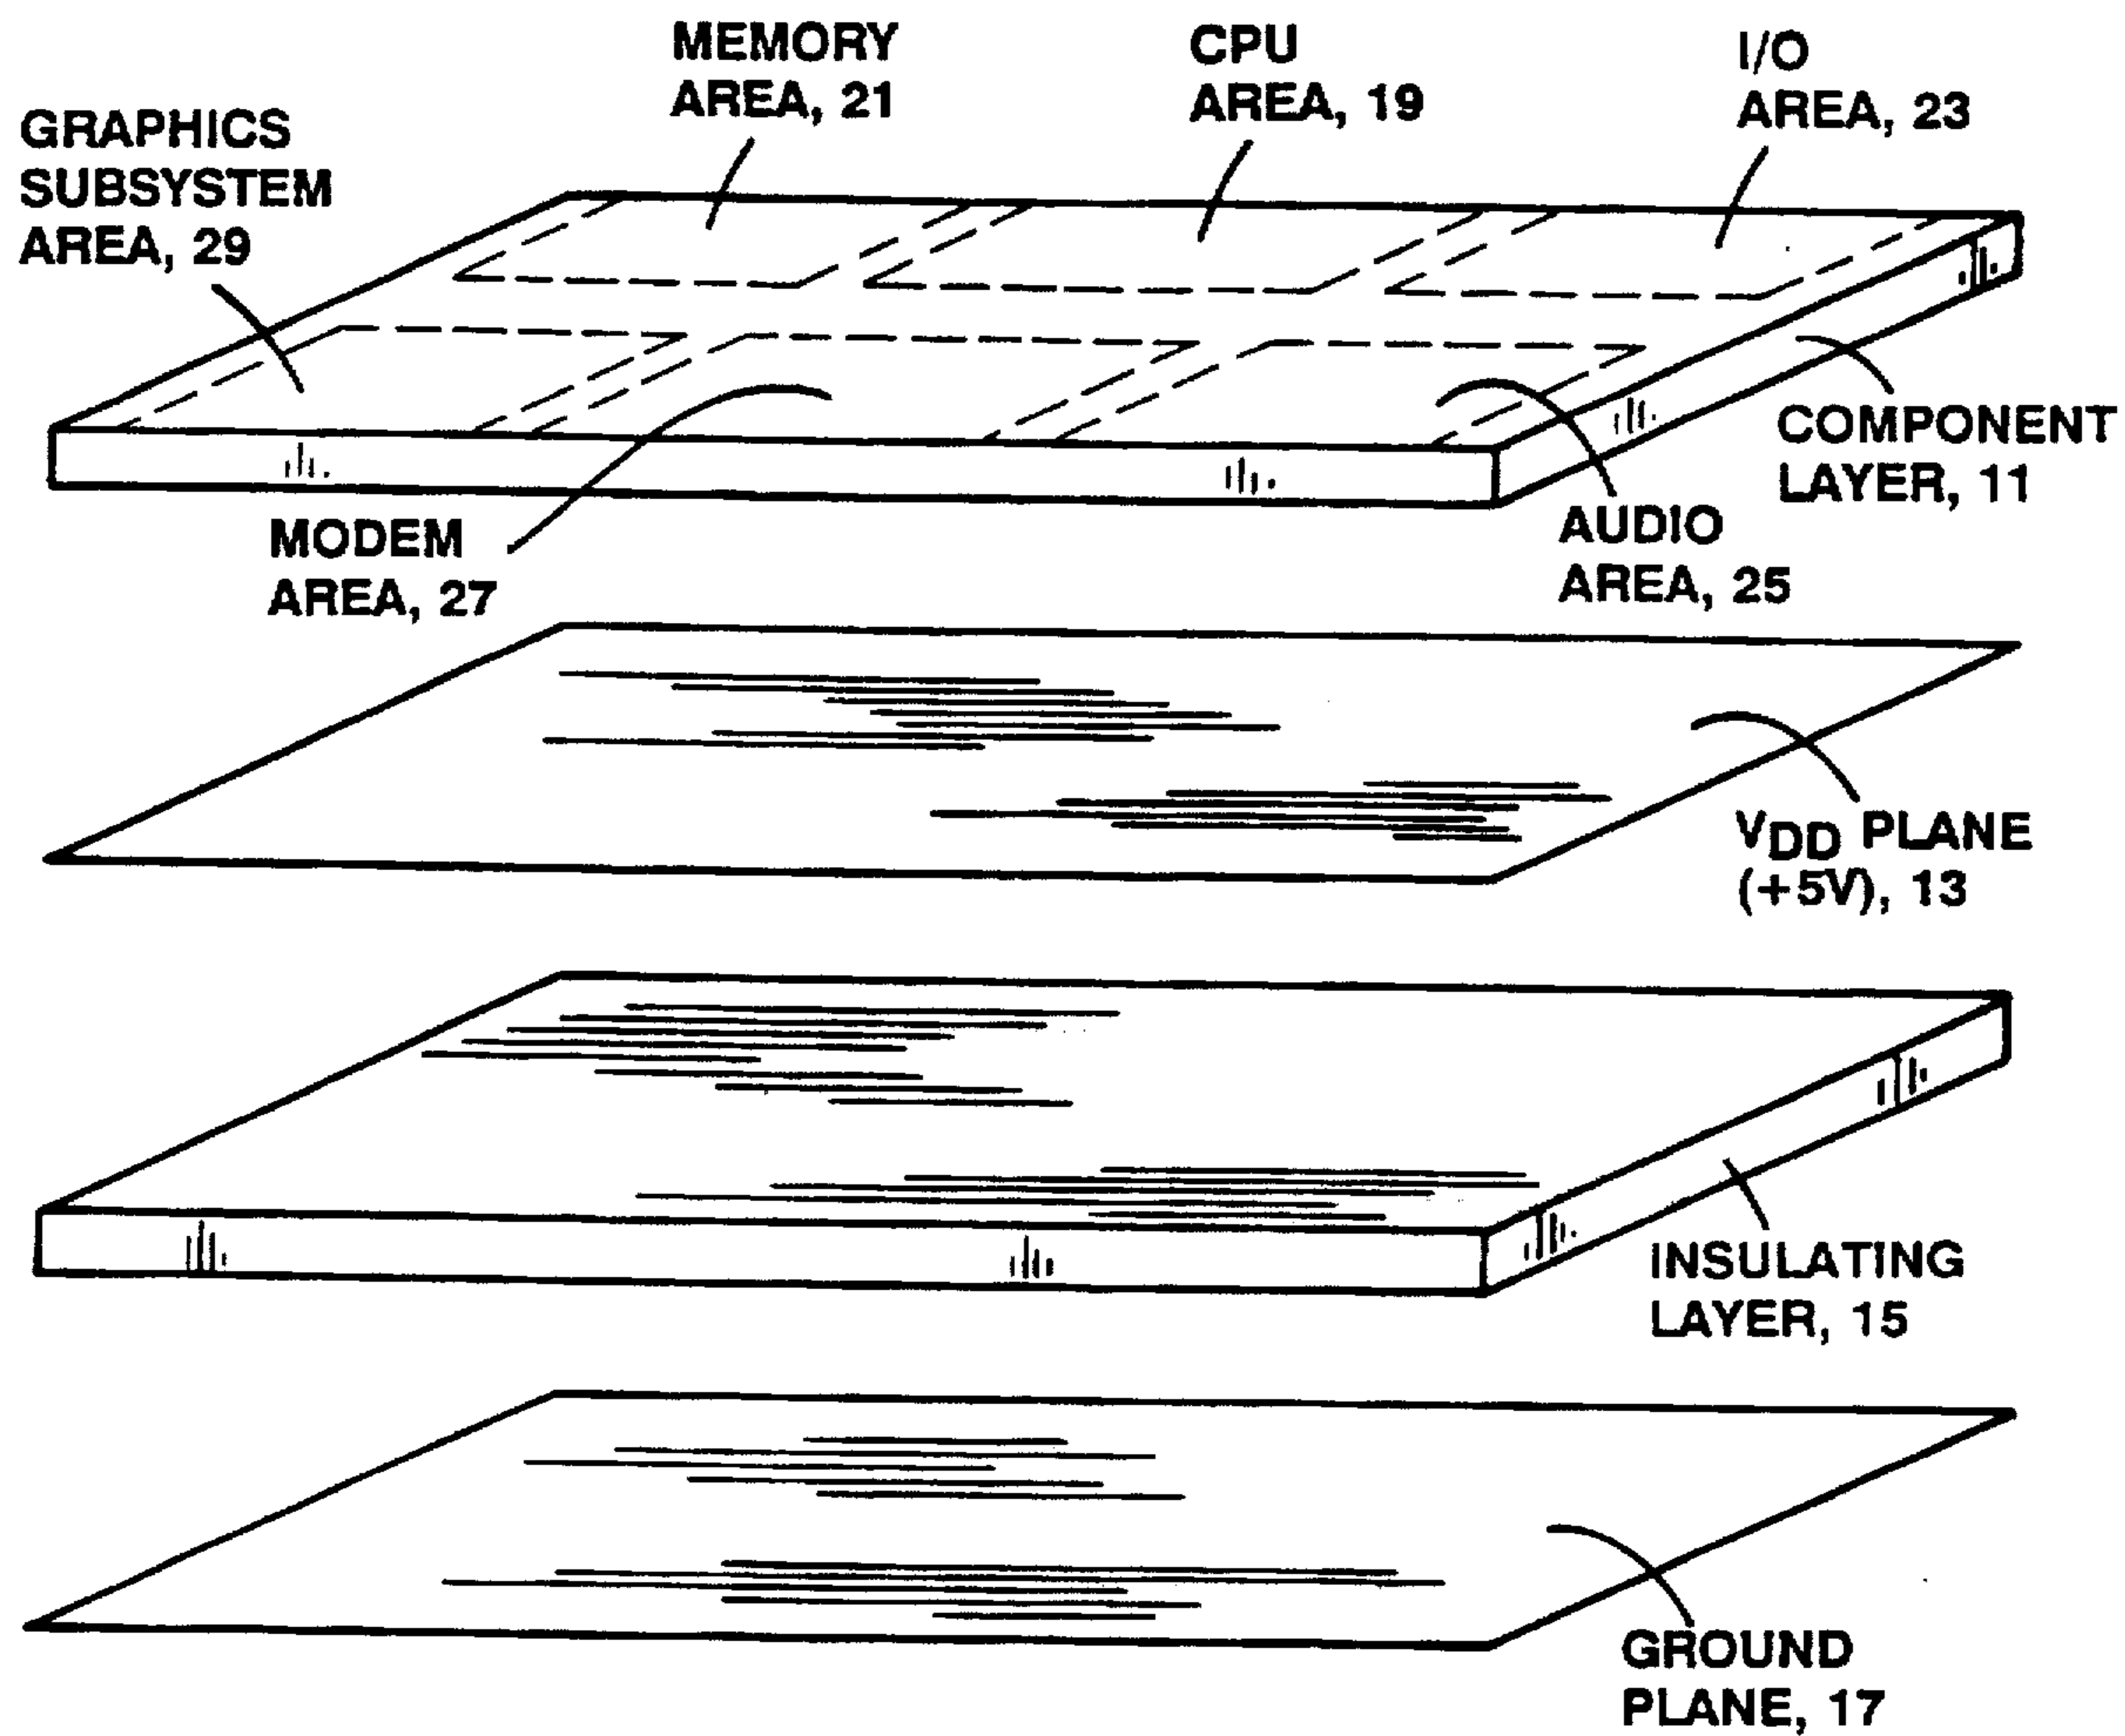 MEMORY
AREA, 21
CPU
AREA, 19
I/O
AREA, 23
GRAPHICS
SUBSYSTEM
AREA, 29
COMPONENT
LAYER, 11
MODEM
AREA, 27
AUDIO
AREA, 25
VDD PLANE
(+5V), 13
INSULATING
LAYER, 15
GROUND
PLANE, 17